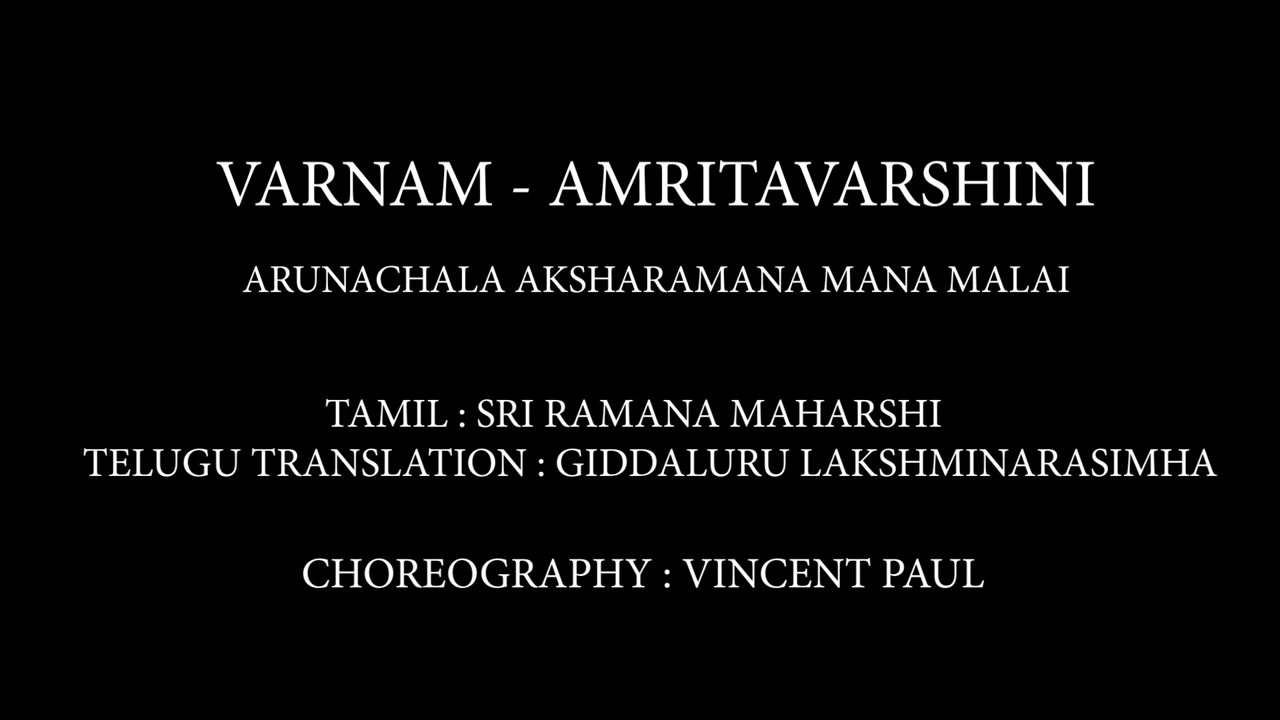 VARNAM - AMRITAVARSHINI
ARUNACHALA AKSHARAMANA MANA MALAI
TAMIL : SRI RAMANA MAHARSHI
TELUGU TRANSLATION : GIDDALURU LAKSHMINARASIMHA
CHOREOGRAPHY : VINCENT PAUL